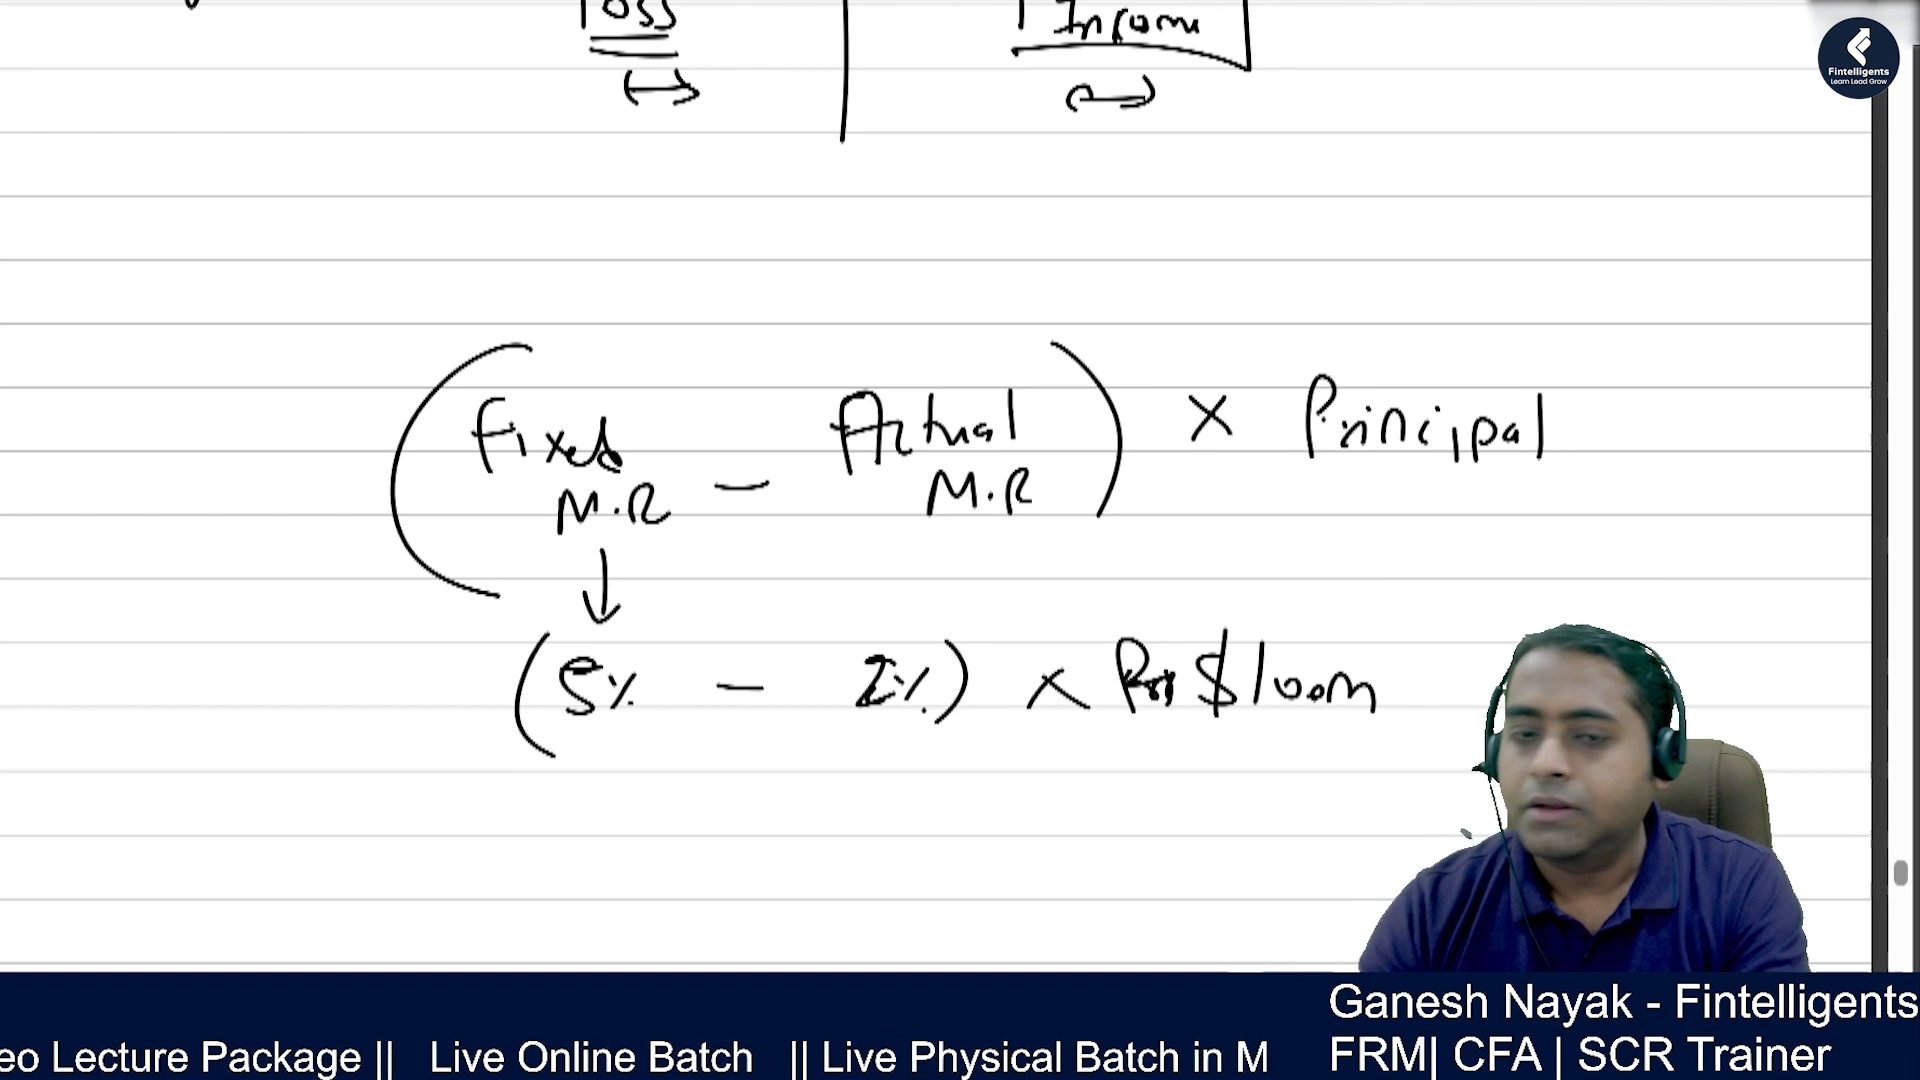 loss
Income
Fintelligents
Learn Lead Grow
(Fixed M.R - Actual M.R) × Principal
(5% - 2%) × $100m
Ganesh Nayak - Fintelligents
eo Lecture Package || Live Online Batch || Live Physical Batch in M
FRM| CFA | SCR Trainer